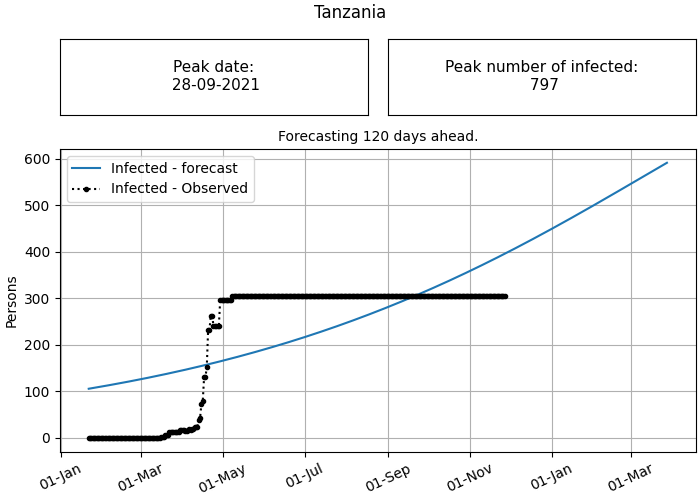 Tanzania
Peak date:
28-09-2021
Peak number of infected:
797
Forecasting 120 days ahead.
Infected - forecast
Infected - Observed
Persons
600
500
400
300
200
100
0
01-Jan
01-Mar
01-May
01-Jul
01-Sep
01-Nov
01-Jan
01-Mar